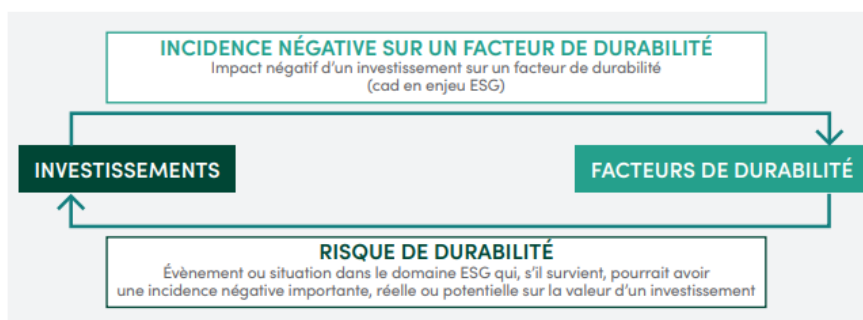 INCIDENCE NÉGATIVE SUR UN FACTEUR DE DURABILITÉ
Impact négatif d'un investissement sur un facteur de durabilité
(cad en enjeu ESG)
INVESTISSEMENTS
FACTEURS DE DURABILITÉ
RISQUE DE DURABILITÉ
Évènement ou situation dans le domaine ESG qui, s'il survient, pourrait avoir
une incidence négative importante, réelle ou potentielle sur la valeur d'un investissement